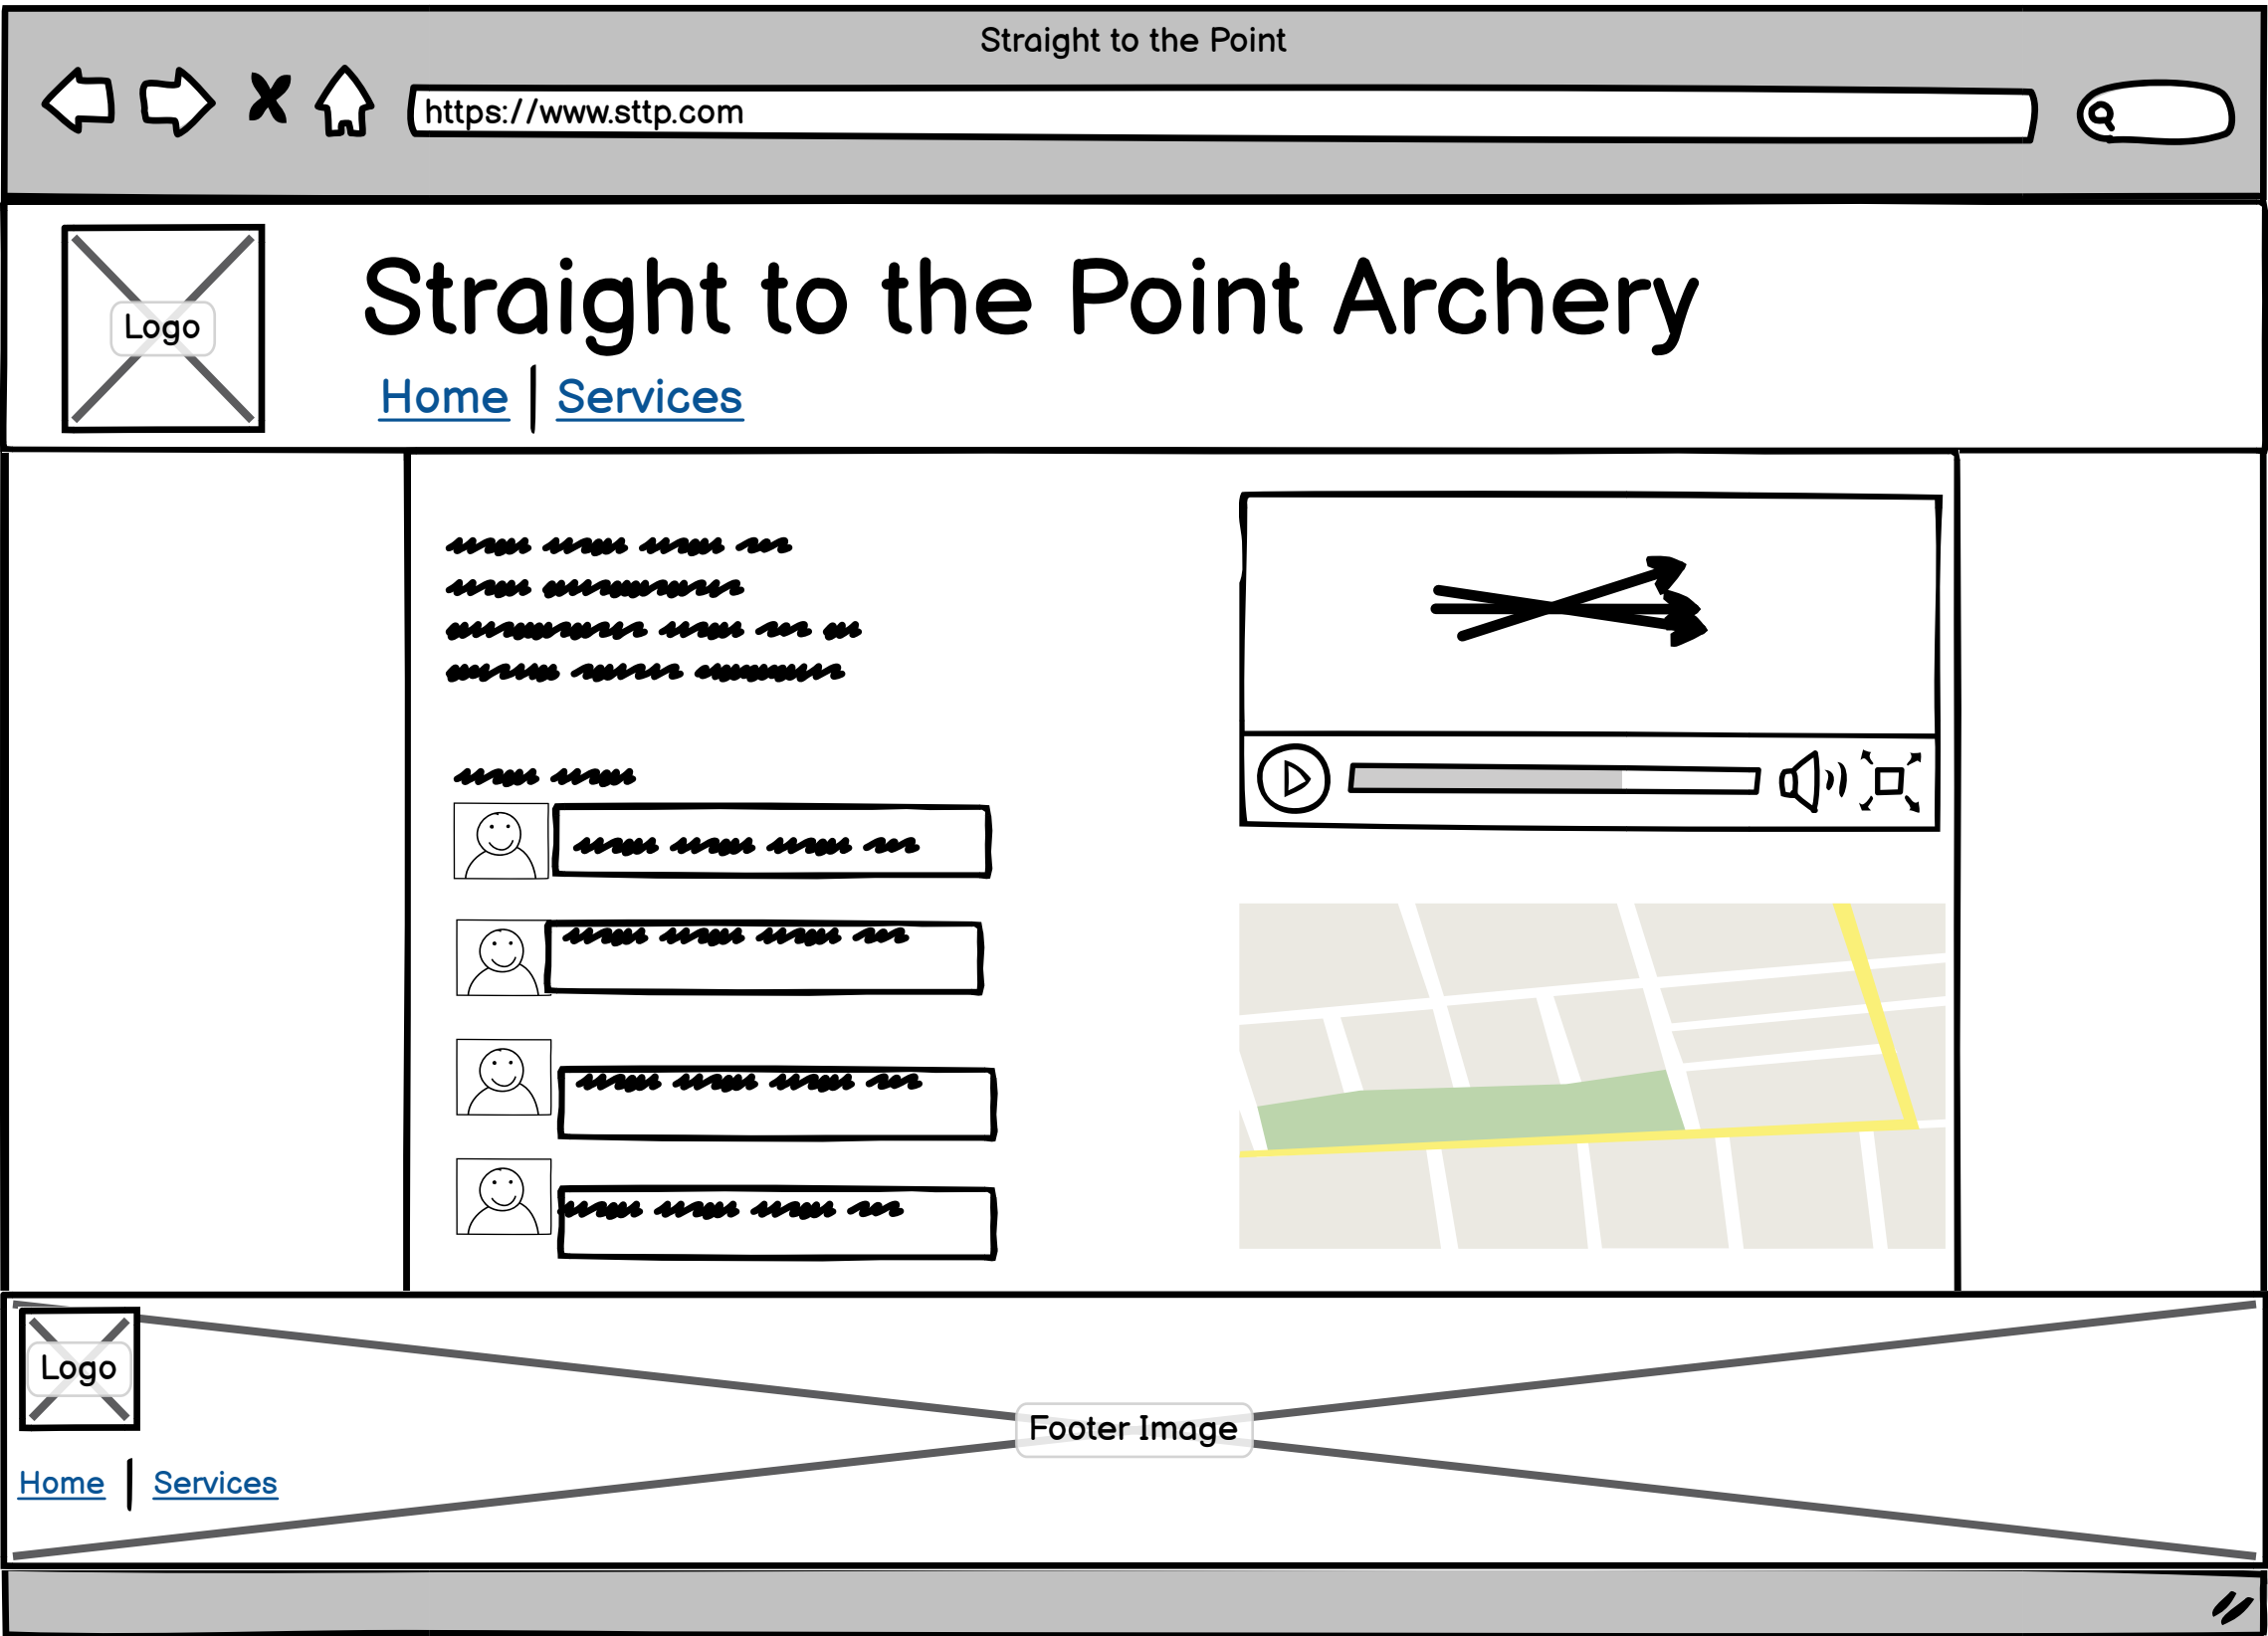 Straight to the Point
https://www.sttp.com
Logo
Straight to the Point Archery
Home | Services
Logo
Footer Image
Home | Services